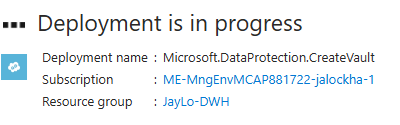 Deployment is in progress
Deployment name : Microsoft.DataProtection.CreateVault
Subscription : ME-MngEnvMCAP881722-jalockha-1
Resource group : JayLo-DWH